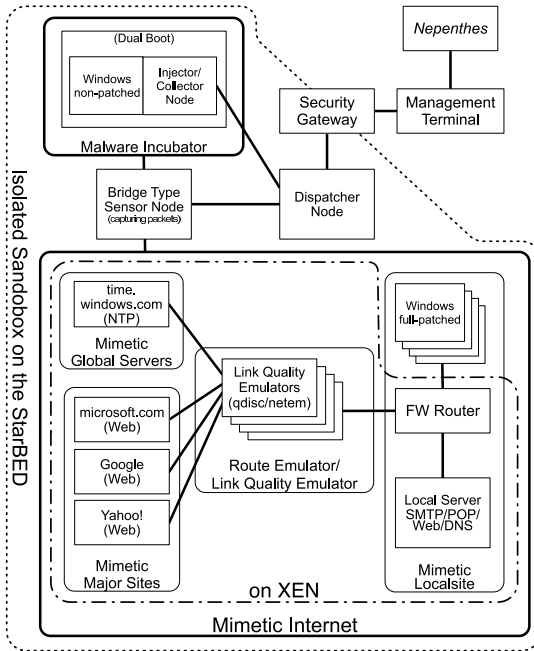 Nepenthes
(Dual Boot)
Windows
non-patched
Injector/
Collector
Node
Malware Incubator
Security
Gateway
Management
Terminal
Bridge Type
Sensor Node
(capturing packets)
Dispatcher
Node
Isolated Sandobox on the StarBED
time.
windows.com
(NTP)
Mimetic
Global Servers
Windows
full-patched
Link Quality
Emulators
(qdisc/netem)
Route Emulator/
Link Quality Emulator
microsoft.com
(Web)
Google
(Web)
Yahoo!
(Web)
Mimetic
Major Sites
FW Router
Local Server
SMTP/POP/
Web/DNS
Mimetic
Localsite
on XEN
Mimetic Internet